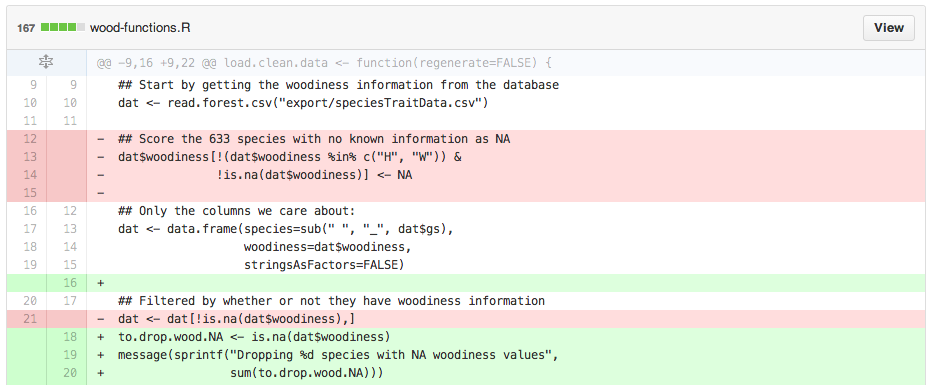 167 wood-functions.R View
@@ -9,16 +9,22 @@ load.clean.data <- function(regenerate=FALSE) {
9 9 ## Start by getting the woodiness information from the database
10 10 dat <- read.forest.csv("export/speciesTraitData.csv")
11 11
12 - ## Score the 633 species with no known information as NA
13 - dat$woodiness[!(dat$woodiness %in% c("H", "W")) &
14 - !is.na(dat$woodiness)] <- NA
15 -
16 12 ## Only the columns we care about:
17 13 dat <- data.frame(species=sub(" ", "_", dat$gs),
18 14 woodiness=dat$woodiness,
19 15 stringsAsFactors=FALSE)
16 +
20 17 ## Filtered by whether or not they have woodiness information
21 - dat <- dat[!is.na(dat$woodiness),]
18 + to.drop.wood.NA <- is.na(dat$woodiness)
19 + message(sprintf("Dropping %d species with NA woodiness values",
20 + sum(to.drop.wood.NA)))